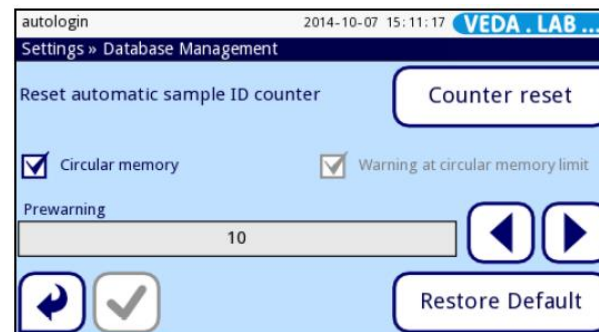 autologin 2014-10-07 15:11:17 VEDA . LAB ...
Settings » Database Management
Reset automatic sample ID counter Counter reset
Circular memory Warning at circular memory limit
Prewarning
10
Restore Default